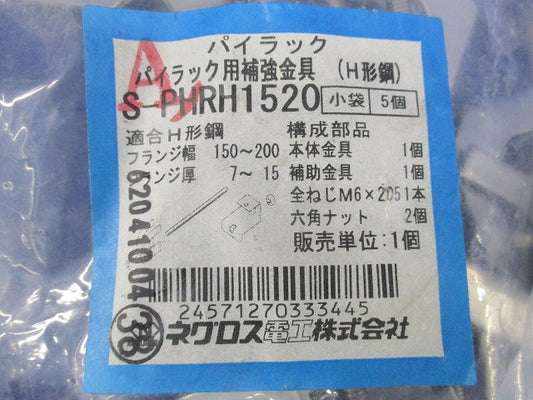 パイラック
パイラック用補強金具 (H形鋼)
S-PHRH1520 小袋 5個
適合H形鋼 構成部品
フランジ幅 150～200 本体金具 1個
ランジ厚 7～ 15 補助金具 1個
全ねじM6×205 1本
六角ナット 2個
販売単位:1個
62041004
38
24571270333445
ネグロス電工株式会社